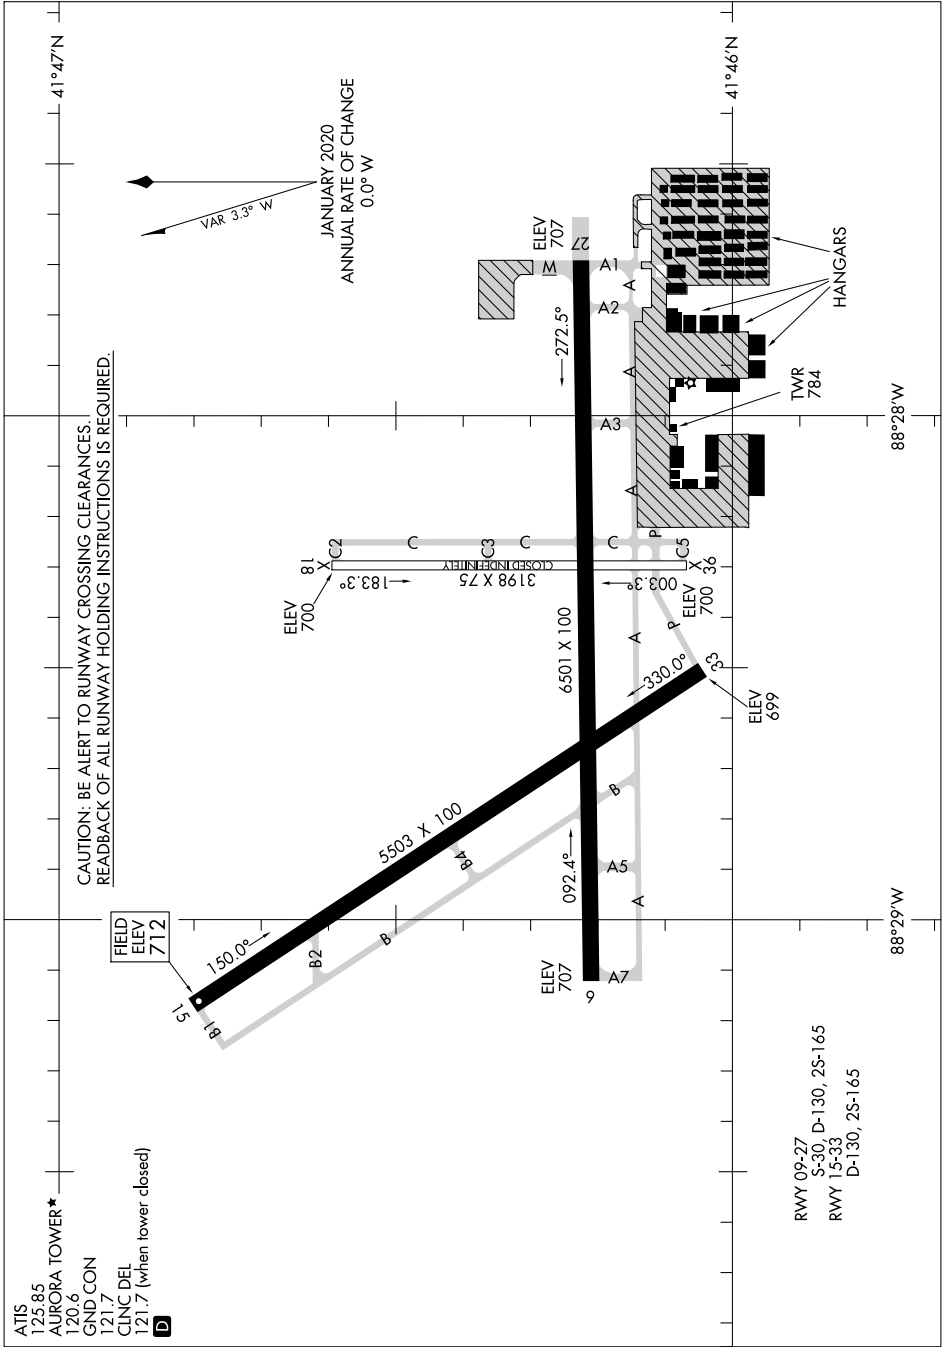 ATIS
125.85
AURORA TOWER★
120.6
GND CON
121.7
CLNC DEL
121.7 (when tower closed)
D
CAUTION: BE ALERT TO RUNWAY CROSSING CLEARANCES.
READBACK OF ALL RUNWAY HOLDING INSTRUCTIONS IS REQUIRED.
41°47'N
41°46'N
JANUARY 2020
ANNUAL RATE OF CHANGE
0.0° W
VAR 3.3° W
FIELD
ELEV
712
15
150.0°
B1
B2
B
B4
5503 X 100
B
330.0°
33
ELEV
699
ELEV
700
18
X
183.3°
3198 X 75
CLOSED INDEFINITELY
003.3°
X
36
ELEV
700
C2
C
C3
C
C
C5
P
P
ELEV
707
9
092.4°
6501 X 100
272.5°
27
ELEV
707
W
A7
A
A5
A
A
A3
A
A2
A
A1
TWR
784
HANGARS
88°28'W
88°29'W
RWY 09-27
S-30, D-130, 2S-165
RWY 15-33
D-130, 2S-165